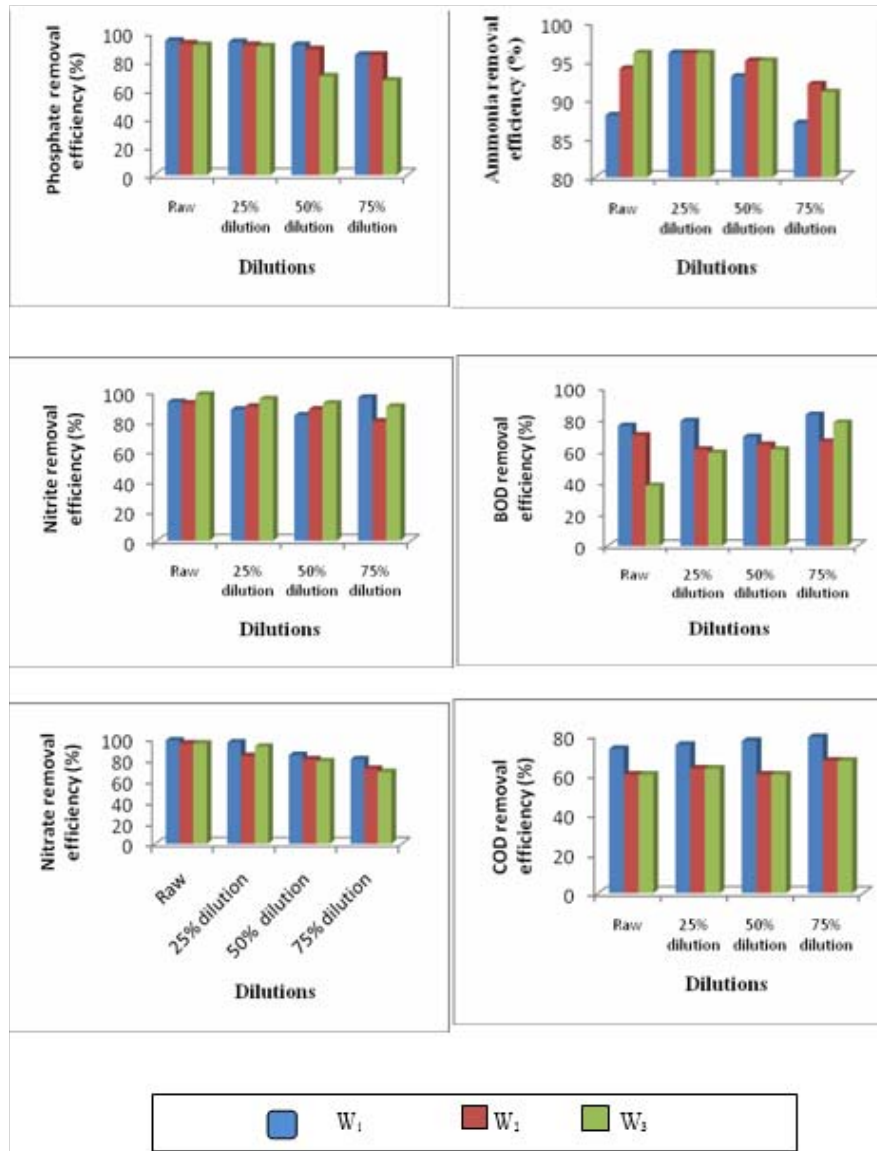 Phosphate removal
efficiency (%)
100
80
60
40
20
0
Raw
25%
dilution
50%
dilution
75%
dilution
Dilutions
Ammonia removal
efficiency (%)
100
95
90
85
80
Raw
25%
dilution
50%
dilution
75%
dilution
Dilutions
Nitrite removal
efficiency (%)
100
80
60
40
20
0
Raw
25%
dilution
50%
dilution
75%
dilution
Dilutions
BOD removal
efficiency (%)
100
80
60
40
20
0
Raw
25%
dilution
50%
dilution
75%
dilution
Dilutions
Nitrate removal
efficiency (%)
100
80
60
40
20
0
Raw
25% dilution
50% dilution
75% dilution
Dilutions
COD removal
efficiency (%)
80
60
40
20
0
Raw
25%
dilution
50%
dilution
75%
dilution
Dilutions
W₁ W₂ W₃